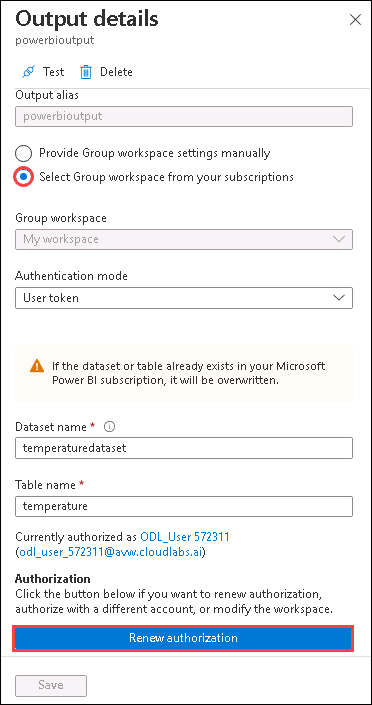 Output details
powerbioutput
Test Delete
Output alias
powerbioutput
Provide Group workspace settings manually
Select Group workspace from your subscriptions
Group workspace
My workspace
Authentication mode
User token
If the dataset or table already exists in your Microsoft
Power BI subscription, it will be overwritten.
Dataset name *
temperaturedataset
Table name *
temperature
Currently authorized as ODL_User 572311
(odl_user_572311@avw.cloudlabs.ai)
Authorization
Click the button below if you want to renew authorization,
authorize with a different account, or modify the workspace.
Renew authorization
Save